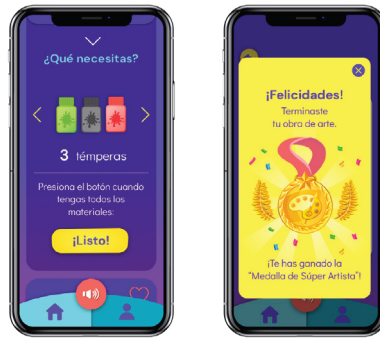 ¿Qué necesitas?
3 témperas
Presiona el botón cuando
tengas todos los
materiales:
¡Listo!
¡Felicidades!
Terminaste
tu obra de arte.
¡Te has ganado la
"Medalla de Súper Artista"!